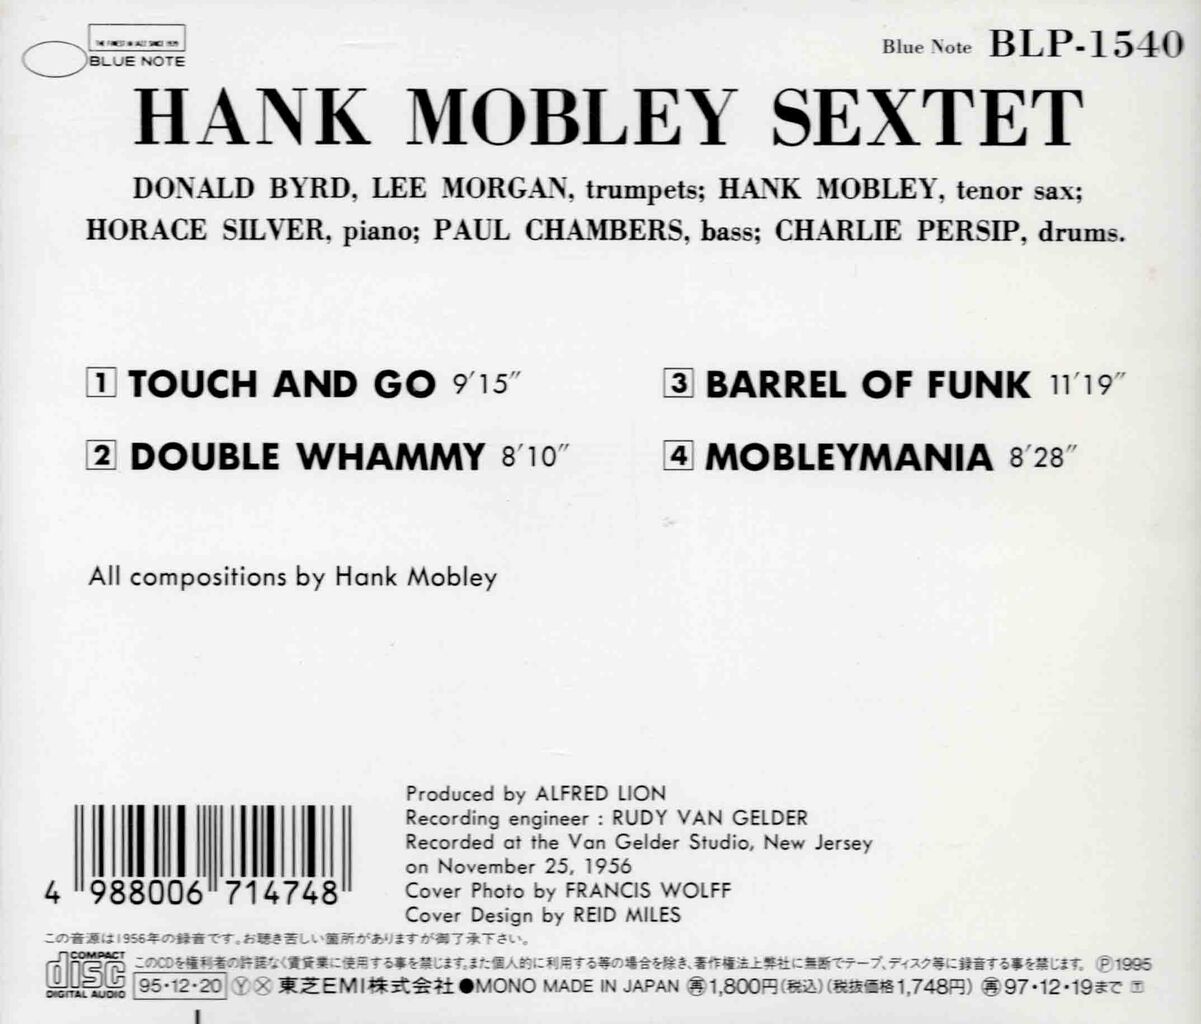 THE FINEST IN JAZZ SINCE 1939
BLUE NOTE
Blue Note BLP-1540
HANK MOBLEY SEXTET
DONALD BYRD, LEE MORGAN, trumpets; HANK MOBLEY, tenor sax;
HORACE SILVER, piano; PAUL CHAMBERS, bass; CHARLIE PERSIP, drums.
1 TOUCH AND GO 9′15″
2 DOUBLE WHAMMY 8′10″
3 BARREL OF FUNK 11′19″
4 MOBLEYMANIA 8′28″
All compositions by Hank Mobley
Produced by ALFRED LION
Recording engineer : RUDY VAN GELDER
Recorded at the Van Gelder Studio, New Jersey
on November 25, 1956
Cover Photo by FRANCIS WOLFF
Cover Design by REID MILES
4 988006 714748
この音源は1956年の録音です。お聴き苦しい箇所がありますが御了承下さい。
COMPACT disc DIGITAL AUDIO
このCDを権利者の許諾なく賃貸業に使用する事を禁じます。また個人的に利用する等の場合を除き、著作権法上弊社に無断でテープ、ディスク等に録音する事を禁じます。 Ⓟ1995
95・12・20 ⓎⓍ 東芝EMI株式会社 ●MONO MADE IN JAPAN ㊢1,800円(税込)(税抜価格1,748円) 再97・12・19まで T